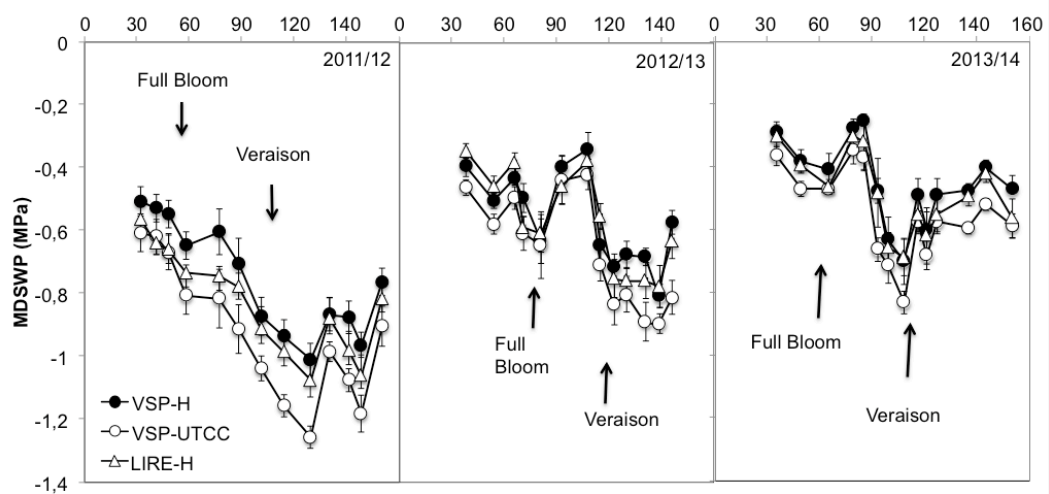 0 30 60 90 120 140 0 30 60 90 120 140 0 30 60 90 120 140 160
0
2011/12
2012/13
2013/14
Full Bloom
-0,2
Veraison
-0,4
-0,6
MDSWP (MPa)
-0,8
Full
Bloom
Full Bloom
-1
VSP-H
Veraison
Veraison
-1,2
VSP-UTCC
LIRE-H
-1,4